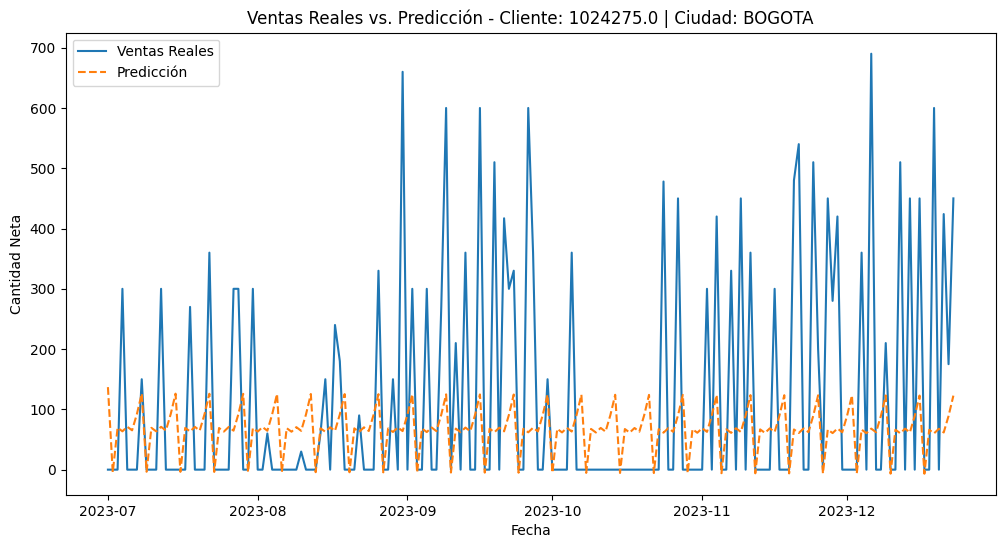 Ventas Reales vs. Predicción - Cliente: 1024275.0 | Ciudad: BOGOTA
Ventas Reales
Predicción
Cantidad Neta
700
600
500
400
300
200
100
0
2023-07
2023-08
2023-09
2023-10
2023-11
2023-12
Fecha